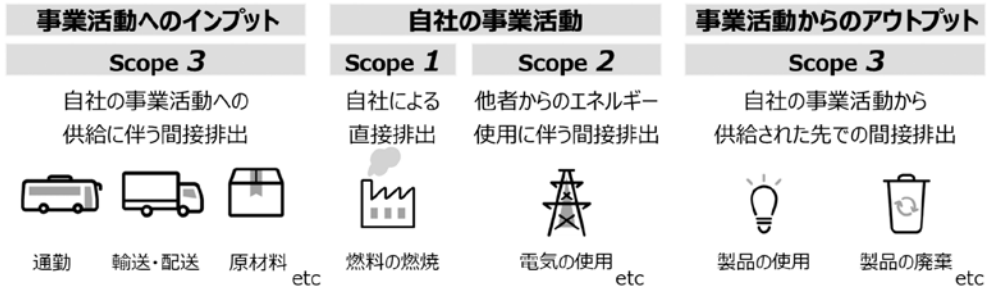 事業活動へのインプット
Scope 3
自社の事業活動への
供給に伴う間接排出
通勤
輸送・配送
原材料
etc
自社の事業活動
Scope 1
自社による
直接排出
燃料の燃焼
Scope 2
他者からのエネルギー
使用に伴う間接排出
電気の使用
etc
事業活動からのアウトプット
Scope 3
自社の事業活動から
供給された先での間接排出
製品の使用
製品の廃棄
etc